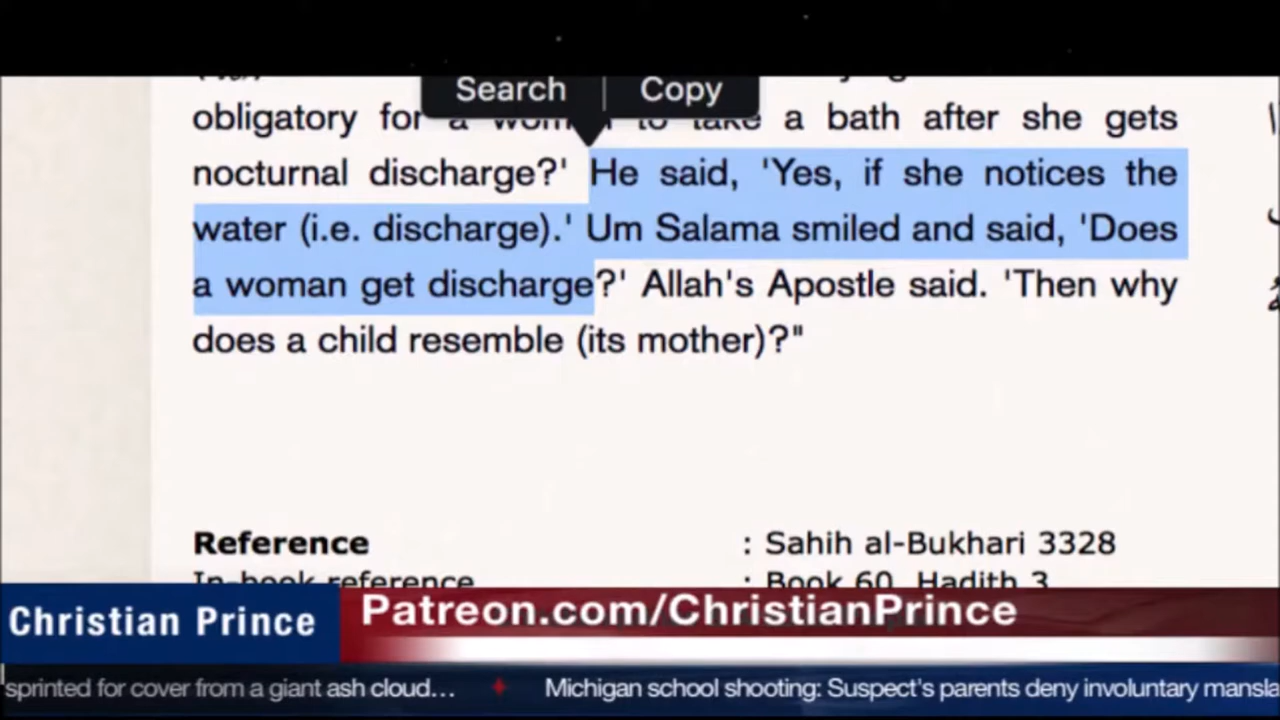 Search Copy
obligatory for a woman to take a bath after she gets
nocturnal discharge?' He said, 'Yes, if she notices the
water (i.e. discharge).' Um Salama smiled and said, 'Does
a woman get discharge?' Allah's Apostle said. 'Then why
does a child resemble (its mother)?"
Reference : Sahih al-Bukhari 3328
In-book reference : Book 60, Hadith 3
Christian Prince
Patreon.com/ChristianPrince
sprinted for cover from a giant ash cloud... Michigan school shooting: Suspect's parents deny involuntary mansla